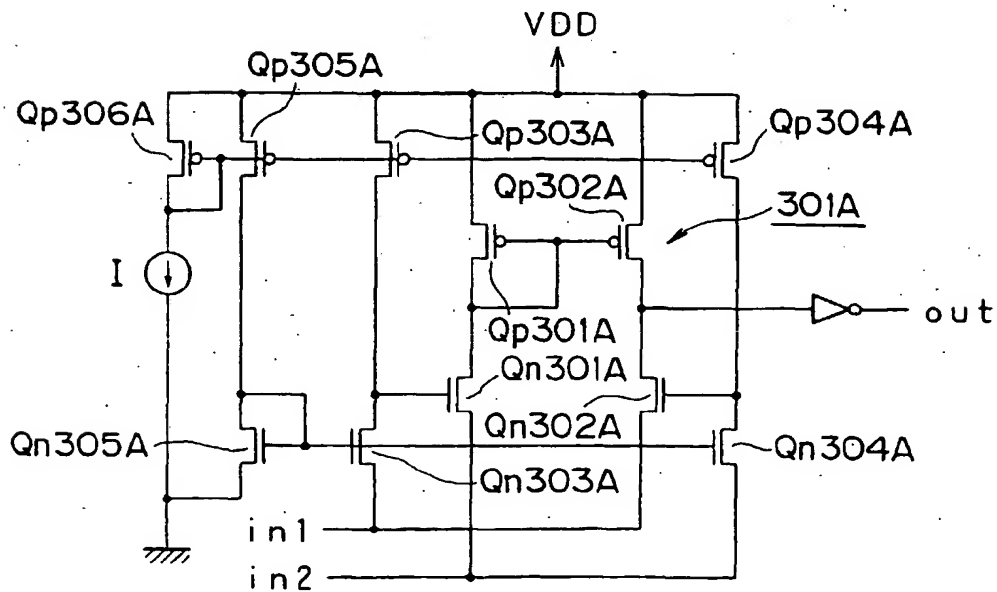 VDD
Qp305A
Qp306A
Qp303A
Qp304A
Qp302A
301A
I
out
Qp301A
Qn301A
Qn302A
Qn305A
Qn304A
Qn303A
in1
in2